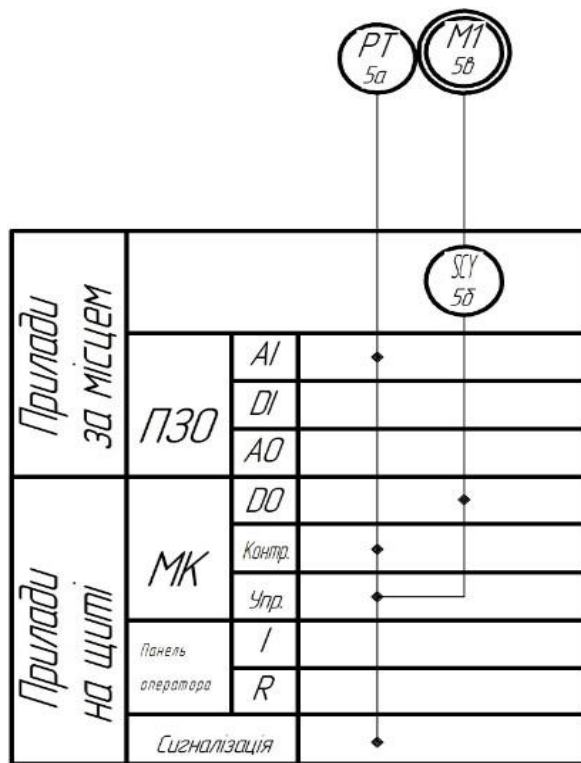 PT
5а
М1
5в
SCY
5б
Прилади
за місцем
ПЗО
AI
DI
AO
Прилади
на щиті
МК
DO
Контр.
Упр.
Панель
оператора
I
R
Сигналізація